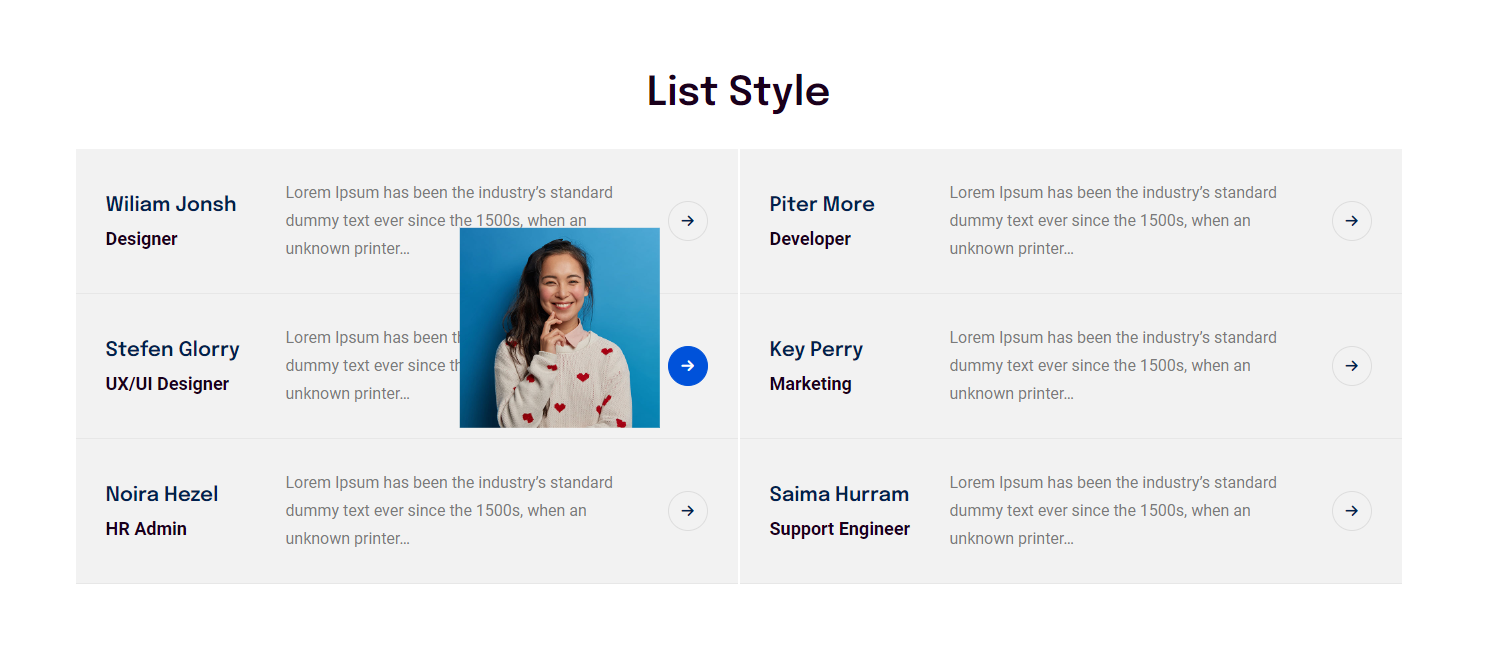 List Style
Wiliam Jonsh
Designer
Lorem Ipsum has been the industry’s standard
dummy text ever since the 1500s, when an
unknown printer…
Piter More
Developer
Lorem Ipsum has been the industry’s standard
dummy text ever since the 1500s, when an
unknown printer…
Stefen Glorry
UX/UI Designer
Lorem Ipsum has been
dummy text ever since
unknown printer…
Key Perry
Marketing
Lorem Ipsum has been the industry’s standard
dummy text ever since the 1500s, when an
unknown printer…
Noira Hezel
HR Admin
Lorem Ipsum has been the industry’s standard
dummy text ever since the 1500s, when an
unknown printer…
Saima Hurram
Support Engineer
Lorem Ipsum has been the industry’s standard
dummy text ever since the 1500s, when an
unknown printer…